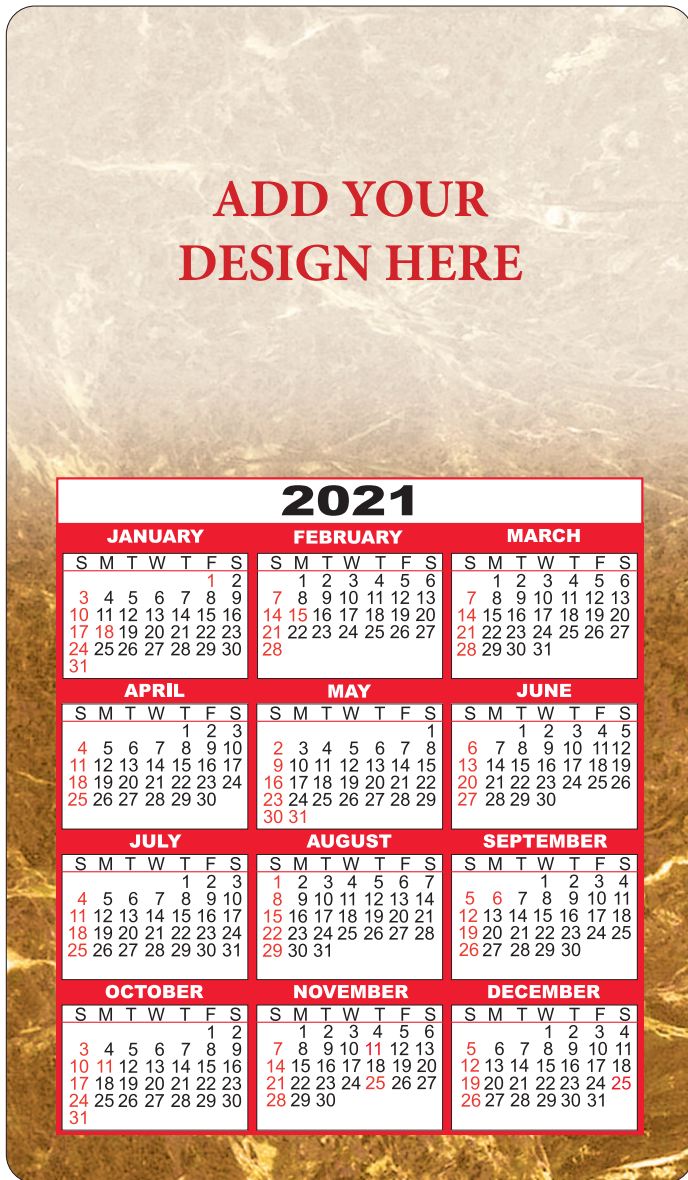 ADD YOUR
DESIGN HERE
2021
JANUARY
S M T W T F S
1 2
3 4 5 6 7 8 9
10 11 12 13 14 15 16
17 18 19 20 21 22 23
24 25 26 27 28 29 30
31
FEBRUARY
S M T W T F S
1 2 3 4 5 6
7 8 9 10 11 12 13
14 15 16 17 18 19 20
21 22 23 24 25 26 27
28
MARCH
S M T W T F S
1 2 3 4 5 6
7 8 9 10 11 12 13
14 15 16 17 18 19 20
21 22 23 24 25 26 27
28 29 30 31
APRIL
S M T W T F S
1 2 3
4 5 6 7 8 9 10
11 12 13 14 15 16 17
18 19 20 21 22 23 24
25 26 27 28 29 30
MAY
S M T W T F S
1
2 3 4 5 6 7 8
9 10 11 12 13 14 15
16 17 18 19 20 21 22
23 24 25 26 27 28 29
30 31
JUNE
S M T W T F S
1 2 3 4 5
6 7 8 9 10 11 12
13 14 15 16 17 18 19
20 21 22 23 24 25 26
27 28 29 30
JULY
S M T W T F S
1 2 3
4 5 6 7 8 9 10
11 12 13 14 15 16 17
18 19 20 21 22 23 24
25 26 27 28 29 30 31
AUGUST
S M T W T F S
1 2 3 4 5 6 7
8 9 10 11 12 13 14
15 16 17 18 19 20 21
22 23 24 25 26 27 28
29 30 31
SEPTEMBER
S M T W T F S
1 2 3 4
5 6 7 8 9 10 11
12 13 14 15 16 17 18
19 20 21 22 23 24 25
26 27 28 29 30
OCTOBER
S M T W T F S
1 2
3 4 5 6 7 8 9
10 11 12 13 14 15 16
17 18 19 20 21 22 23
24 25 26 27 28 29 30
31
NOVEMBER
S M T W T F S
1 2 3 4 5 6
7 8 9 10 11 12 13
14 15 16 17 18 19 20
21 22 23 24 25 26 27
28 29 30
DECEMBER
S M T W T F S
1 2 3 4
5 6 7 8 9 10 11
12 13 14 15 16 17 18
19 20 21 22 23 24 25
26 27 28 29 30 31